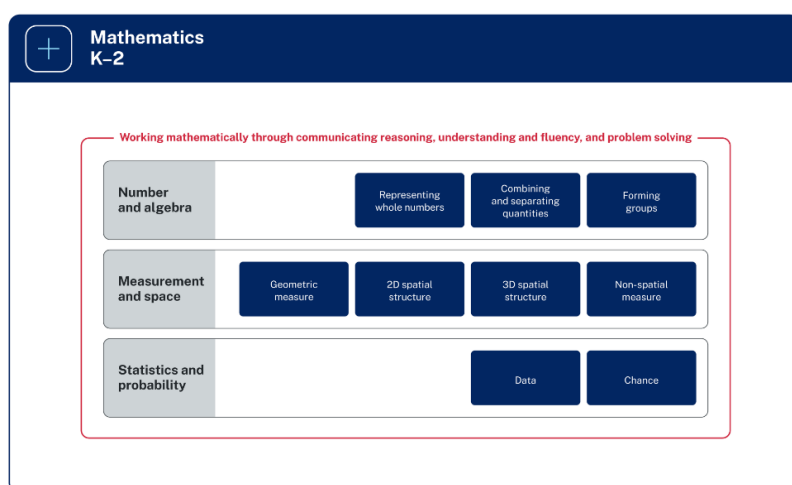 Mathematics
K–2
Working mathematically through communicating reasoning, understanding and fluency, and problem solving
Number
and algebra
Representing
whole numbers
Combining
and separating
quantities
Forming
groups
Measurement
and space
Geometric
measure
2D spatial
structure
3D spatial
structure
Non-spatial
measure
Statistics and
probability
Data
Chance